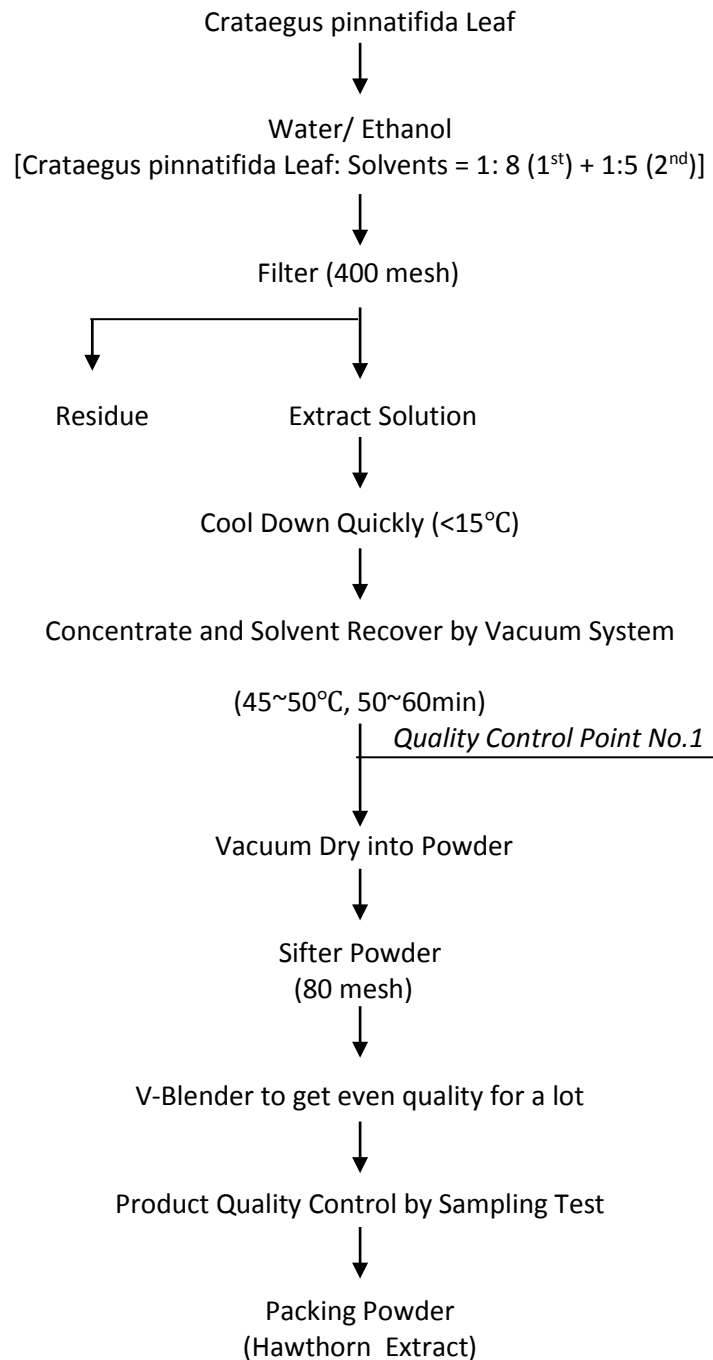 Crataegus pinnatifida Leaf
Water/ Ethanol
[Crataegus pinnatifida Leaf: Solvents = 1: 8 (1st) + 1:5 (2nd)]
Filter (400 mesh)
Residue
Extract Solution
Cool Down Quickly (<15℃)
Concentrate and Solvent Recover by Vacuum System
(45~50℃, 50~60min)
Quality Control Point No.1
Vacuum Dry into Powder
Sifter Powder
(80 mesh)
V-Blender to get even quality for a lot
Product Quality Control by Sampling Test
Packing Powder
(Hawthorn  Extract)